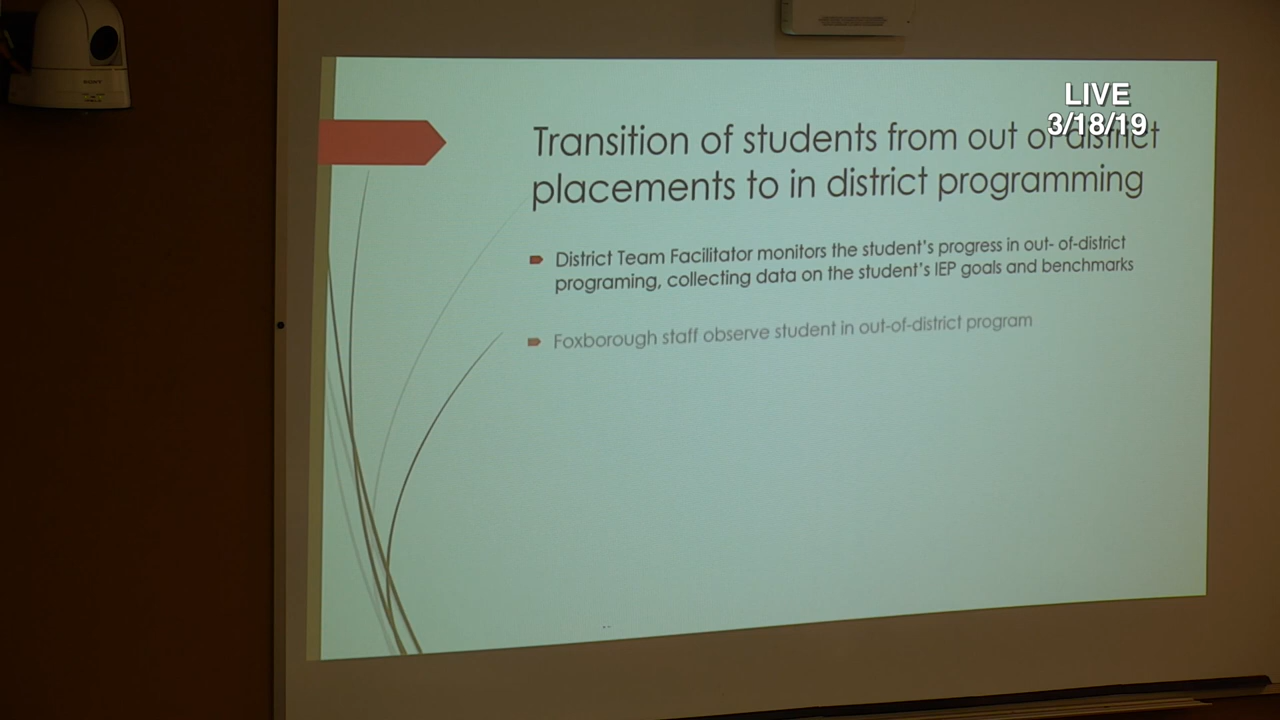 SONY
LIVE
3/18/19
Transition of students from out of district
placements to in district programming
District Team Facilitator monitors the student's progress in out- of-district
programing, collecting data on the student's IEP goals and benchmarks
Foxborough staff observe student in out-of-district program